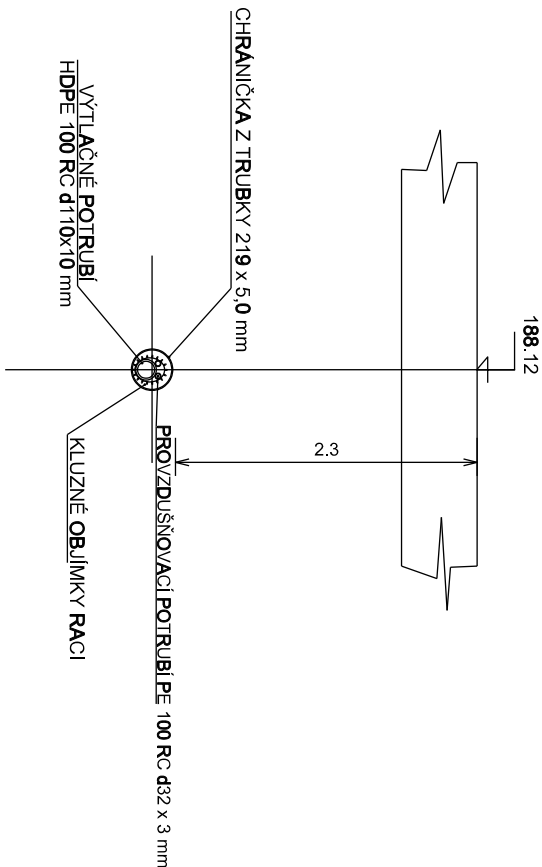 188.12
2.3
CHRÁNIČKA Z TRUBKY 219 x 5,0 mm
VÝTLAČNÉ POTRUBÍ
HDPE 100 RC d110x10 mm
PROVZDUŠŇOVACÍ POTRUBÍ PE 100 RC d32 x 3 mm
KLUZNÉ OBJÍMKY RACI